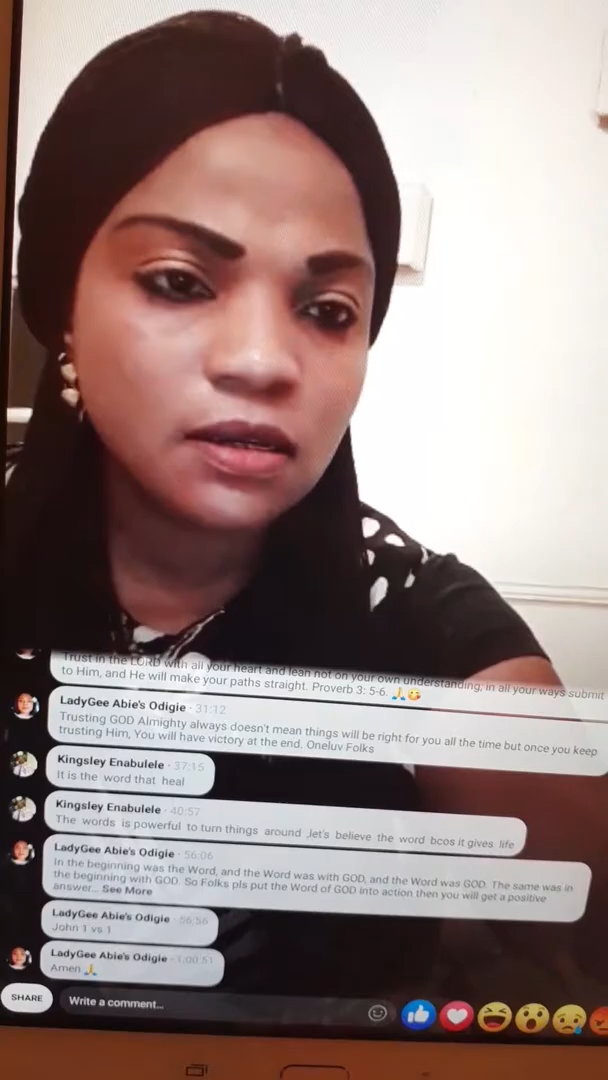 Trust in the LORD with all your heart and lean not on your own understanding; in all your ways submit
to Him, and He will make your paths straight. Proverb 3: 5-6. 🙏😘
LadyGee Abie's Odigie · 31:12
Trusting GOD Almighty always doesn't mean things will be right for you all the time but once you keep
trusting Him, You will have victory at the end. Oneluv Folks
Kingsley Enabulele · 37:15
It is the word that heal
Kingsley Enabulele · 40:57
The words is powerful to turn things around ,let's believe the word bcos it gives life
LadyGee Abie's Odigie · 56:06
In the beginning was the Word, and the Word was with GOD, and the Word was GOD. The same was in
the beginning with GOD. So Folks pls put the Word of GOD into action then you will get a positive
answer... See More
LadyGee Abie's Odigie · 56:56
John 1 vs 1
LadyGee Abie's Odigie · 1:00:51
Amen 🙏
SHARE
Write a comment...